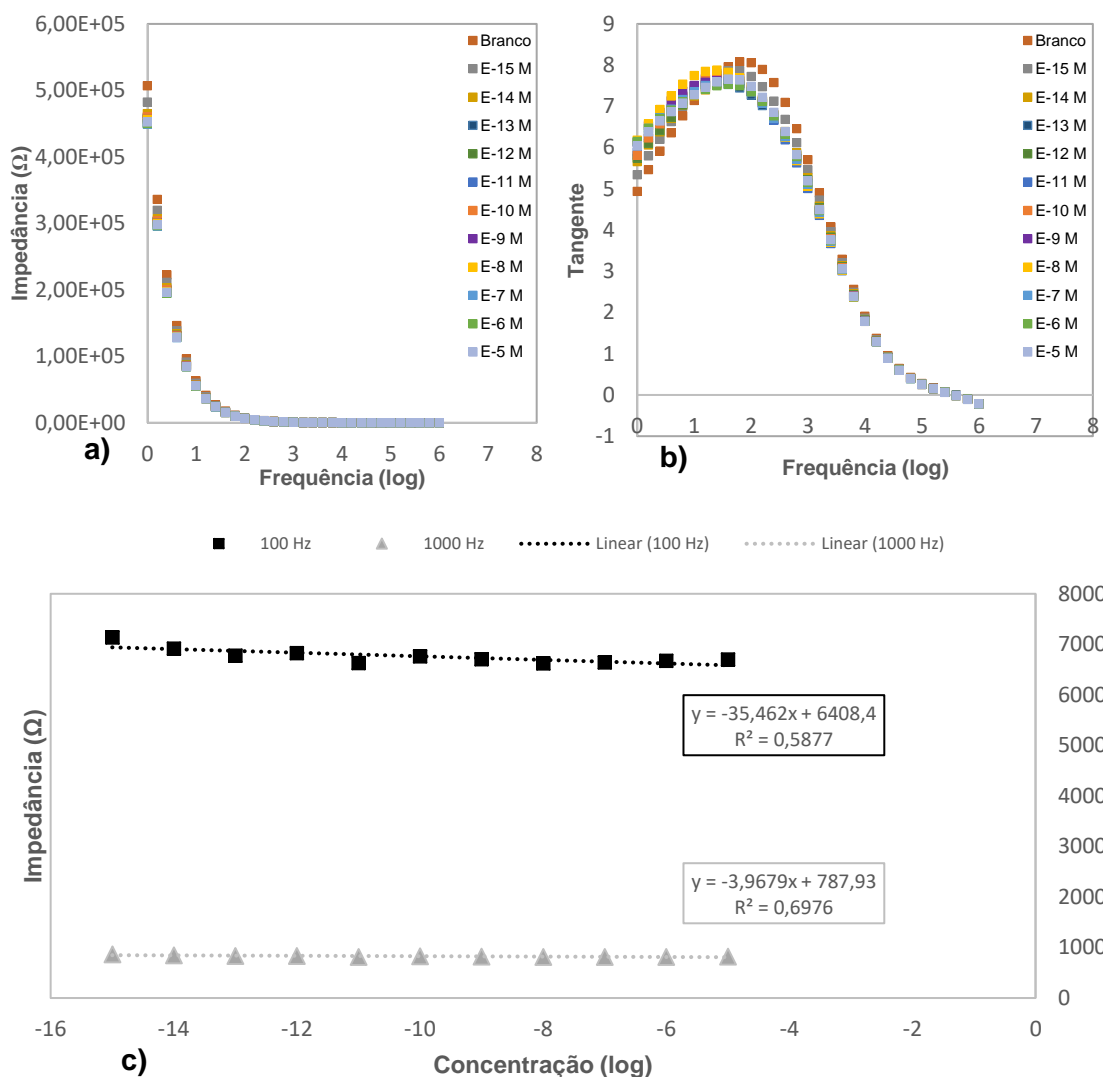 6,00E+05
5,00E+05
4,00E+05
3,00E+05
2,00E+05
1,00E+05
0,00E+00
Impedância (Ω)
0 1 2 3 4 5 6 7 8
Frequência (log)
a)
Branco
E-15 M
E-14 M
E-13 M
E-12 M
E-11 M
E-10 M
E-9 M
E-8 M
E-7 M
E-6 M
E-5 M
9
8
7
6
5
4
3
2
1
0
-1
Tangente
0 1 2 3 4 5 6 7 8
Frequência (log)
b)
Branco
E-15 M
E-14 M
E-13 M
E-12 M
E-11 M
E-10 M
E-9 M
E-8 M
E-7 M
E-6 M
E-5 M
100 Hz 1000 Hz Linear (100 Hz) Linear (1000 Hz)
Impedância (Ω)
8000
7000
6000
5000
4000
3000
2000
1000
0
y = -35,462x + 6408,4
R² = 0,5877
y = -3,9679x + 787,93
R² = 0,6976
-16 -14 -12 -10 -8 -6 -4 -2 0
Concentração (log)
c)